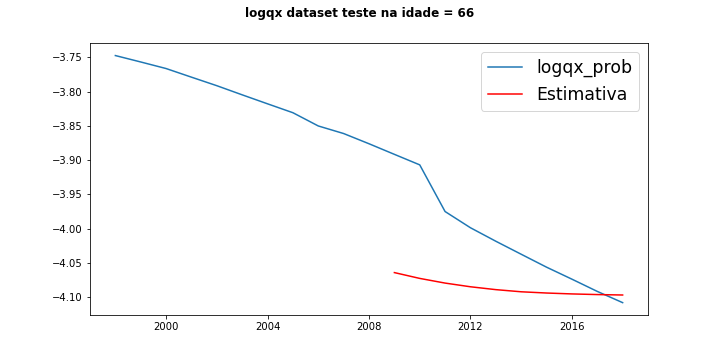 logqx dataset teste na idade = 66
logqx_prob
Estimativa
−3.75
−3.80
−3.85
−3.90
−3.95
−4.00
−4.05
−4.10
2000 2004 2008 2012 2016